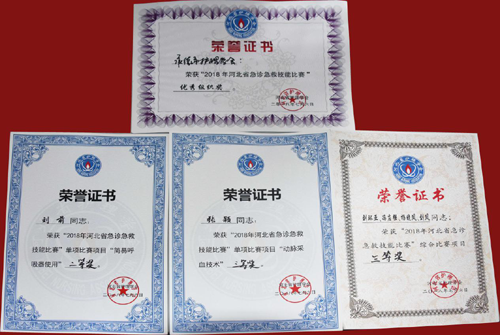 荣誉证书
荣获“2018年河北省急诊急救技能比赛”
优秀组织奖
荣誉证书
刘前 同志：
荣获“2018年河北省急诊急救
技能比赛”单项比赛项目“简易呼
吸器使用”二等奖
荣誉证书
张颖 同志：
荣获“2018年河北省急诊急救
技能比赛”单项比赛项目“动脉采
血技术”三等奖
荣誉证书
同志：
荣获“2018年河北省急诊
急救技能比赛”综合比赛项目
三等奖